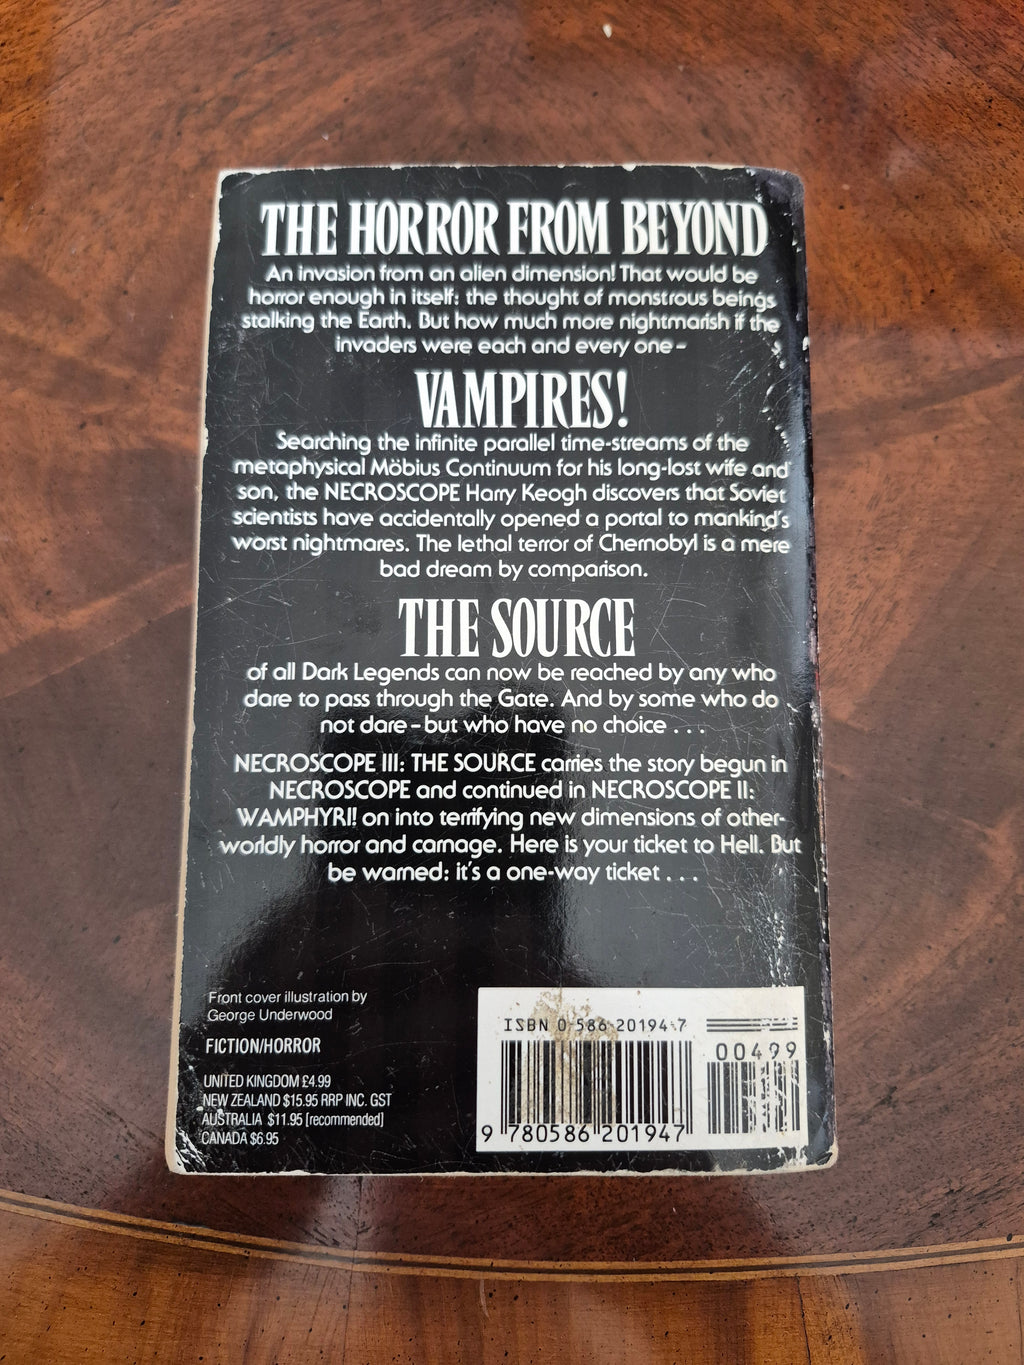 THE HORROR FROM BEYOND
An invasion from an alien dimension! That would be
horror enough in itself: the thought of monstrous beings
stalking the Earth. But how much more nightmarish if the
invaders were each and every one –
VAMPIRES!
Searching the infinite parallel time-streams of the
metaphysical Möbius Continuum for his long-lost wife and
son, the NECROSCOPE Harry Keogh discovers that Soviet
scientists have accidentally opened a portal to mankind's
worst nightmares. The lethal terror of Chernobyl is a mere
bad dream by comparison.
THE SOURCE
of all Dark Legends can now be reached by any who
dare to pass through the Gate. And by some who do
not dare – but who have no choice . . .
NECROSCOPE III: THE SOURCE carries the story begun in
NECROSCOPE and continued in NECROSCOPE II:
WAMPHYRI! on into terrifying new dimensions of other-
worldly horror and carnage. Here is your ticket to Hell. But
be warned: it's a one-way ticket . . .
Front cover illustration by
George Underwood
FICTION/HORROR
UNITED KINGDOM £4.99
NEW ZEALAND $15.95 RRP INC. GST
AUSTRALIA $11.95 [recommended]
CANADA $6.95
ISBN 0-586-20194-7
00499
9 780586 201947